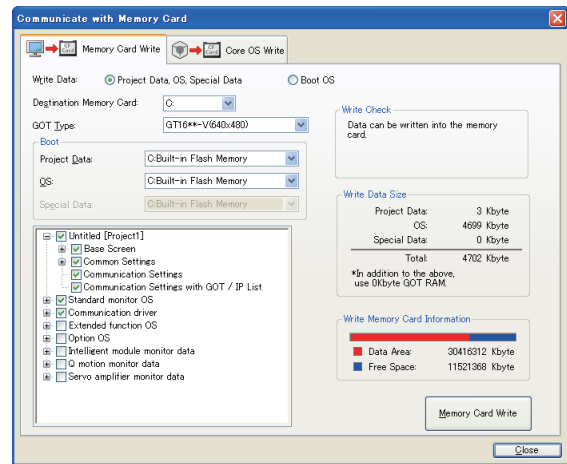 Communicate with Memory Card
CF Card Memory Card Write
CF Card Core OS Write
Write Data: Project Data, OS, Special Data Boot OS
Destination Memory Card: C:
GOT Type: GT16**-V(640x480)
Boot
Project Data: C:Built-in Flash Memory
OS: C:Built-in Flash Memory
Special Data: C:Built-in Flash Memory
Untitled [Project1]
Base Screen
Common Settings
Communication Settings
Communication Settings with GOT / IP List
Standard monitor OS
Communication driver
Extended function OS
Option OS
Intelligent module monitor data
Q motion monitor data
Servo amplifier monitor data
Write Check
Data can be written into the memory
card.
Write Data Size
Project Data: 3 Kbyte
OS: 4699 Kbyte
Special Data: 0 Kbyte
Total: 4702 Kbyte
*In addition to the above,
use 0Kbyte GOT RAM.
Write Memory Card Information
Data Area: 30416312 Kbyte
Free Space: 11521368 Kbyte
Memory Card Write
Close